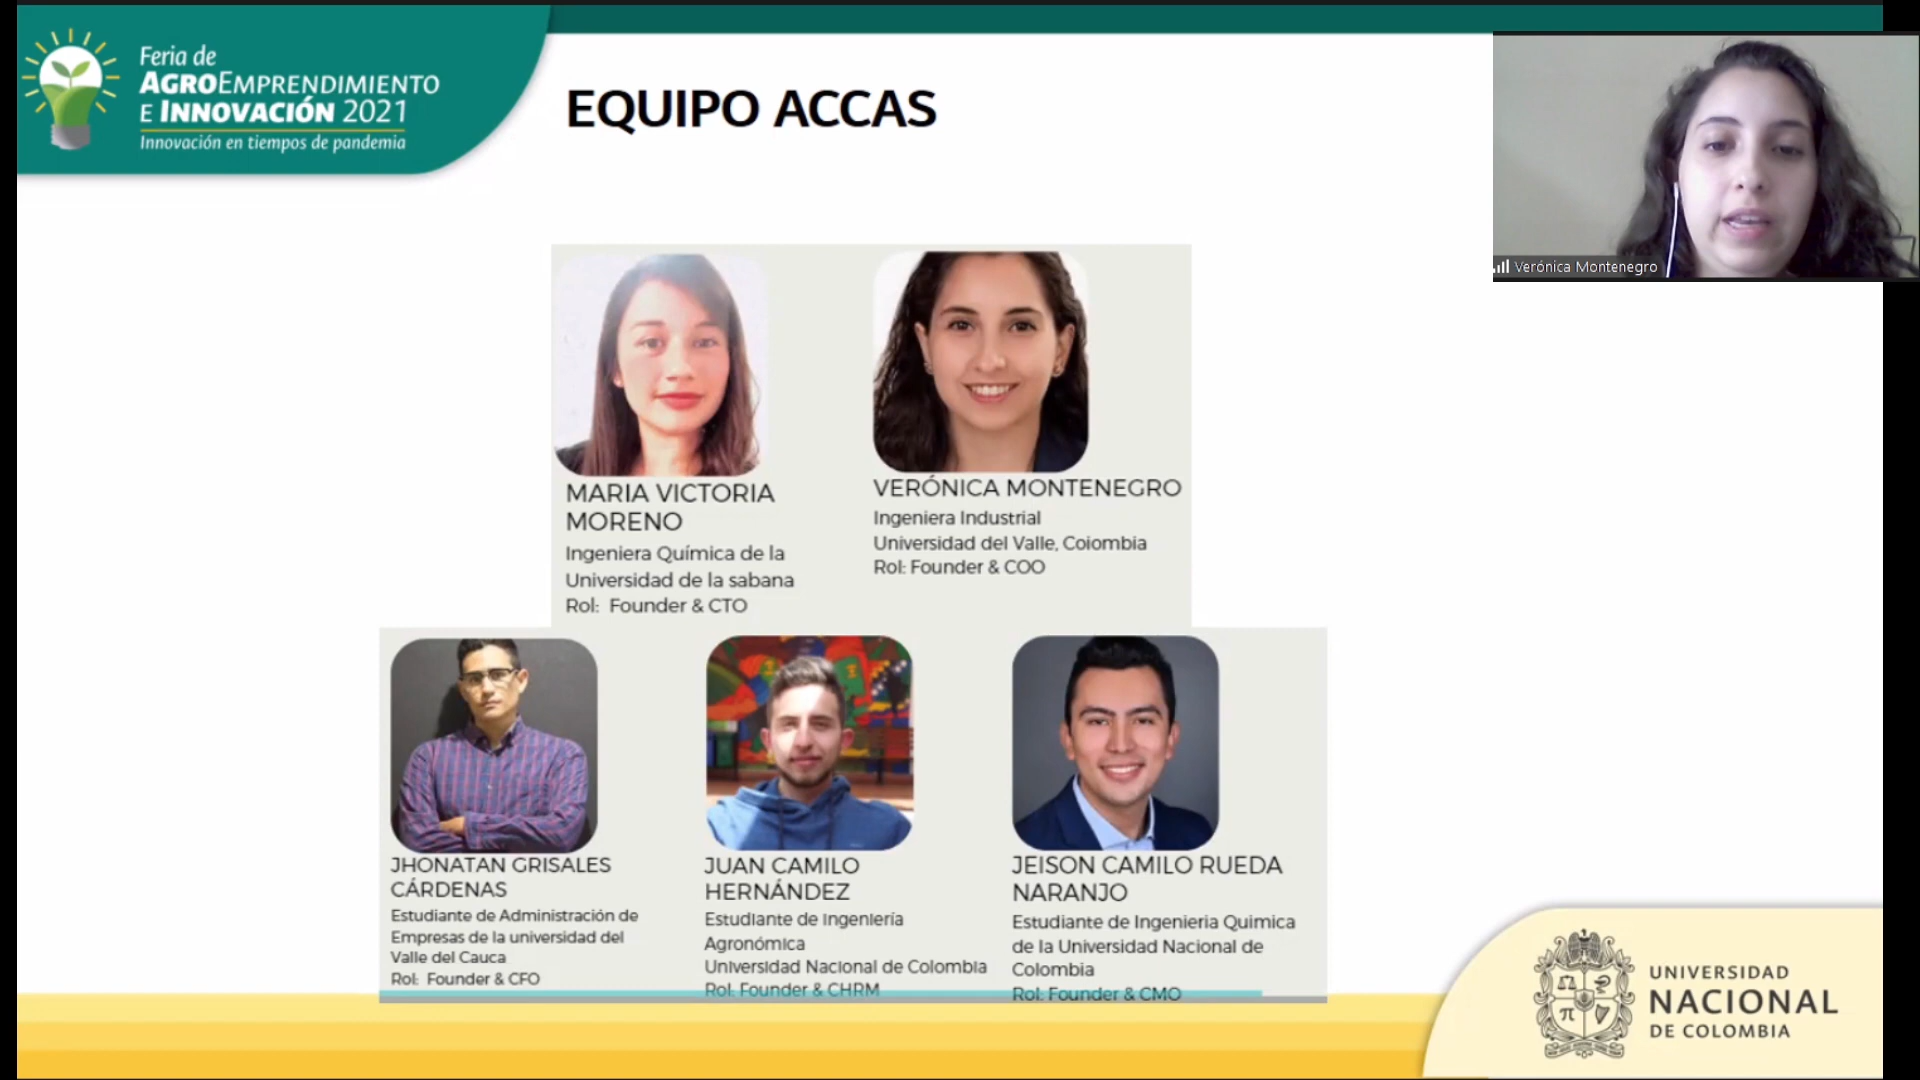 Feria de
AGROEMPRENDIMIENTO
E INNOVACIÓN 2021
Innovación en tiempos de pandemia
EQUIPO ACCAS
Verónica Montenegro
MARIA VICTORIA
MORENO
Ingeniera Química de la
Universidad de la sabana
Rol: Founder & CTO
VERÓNICA MONTENEGRO
Ingeniera Industrial
Universidad del Valle, Colombia
Rol: Founder & COO
JHONATAN GRISALES
CÁRDENAS
Estudiante de Administración de
Empresas de la universidad del
Valle del Cauca
Rol: Founder & CFO
JUAN CAMILO
HERNÁNDEZ
Estudiante de Ingeniería
Agronómica
Universidad Nacional de Colombia
Rol: Founder & CHRM
JEISON CAMILO RUEDA
NARANJO
Estudiante de Ingenieria Quimica
de la Universidad Nacional de
Colombia
Rol: Founder & CMO
UNIVERSIDAD
NACIONAL
DE COLOMBIA